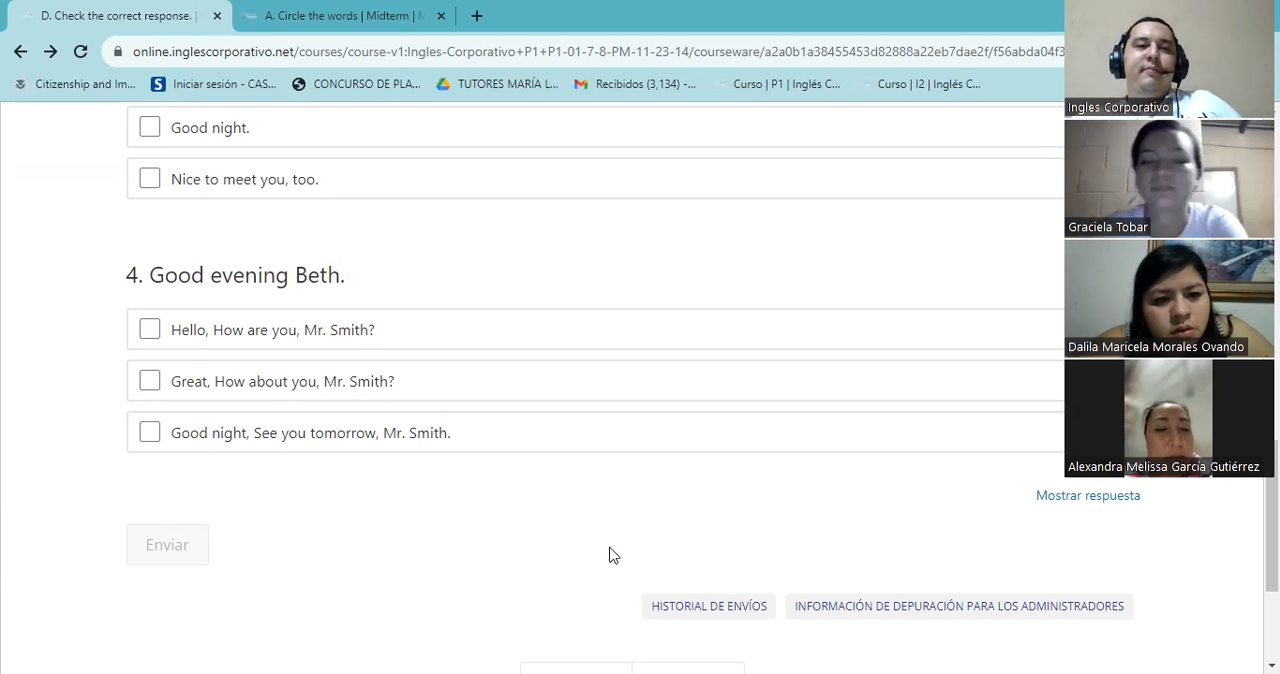 D. Check the correct response. |
A. Circle the words | Midterm |
online.inglescorporativo.net/courses/course-v1:Ingles-Corporativo+P1+P1-01-7-8-PM-11-23-14/courseware/a2a0b1a38455453d82888a22eb7dae2f/f56abda04f3
Citizenship and Im...
Iniciar sesión - CAS...
CONCURSO DE PLA...
TUTORES MARÍA L...
Recibidos (3,134) -...
Curso | P1 | Inglés C...
Curso | I2 | Inglés C...
Good night.
Nice to meet you, too.
4. Good evening Beth.
Hello, How are you, Mr. Smith?
Great, How about you, Mr. Smith?
Good night, See you tomorrow, Mr. Smith.
Mostrar respuesta
Enviar
HISTORIAL DE ENVÍOS
INFORMACIÓN DE DEPURACIÓN PARA LOS ADMINISTRADORES
Ingles Corporativo
Graciela Tobar
Dalila Maricela Morales Ovando
Alexandra Melissa García Gutiérrez